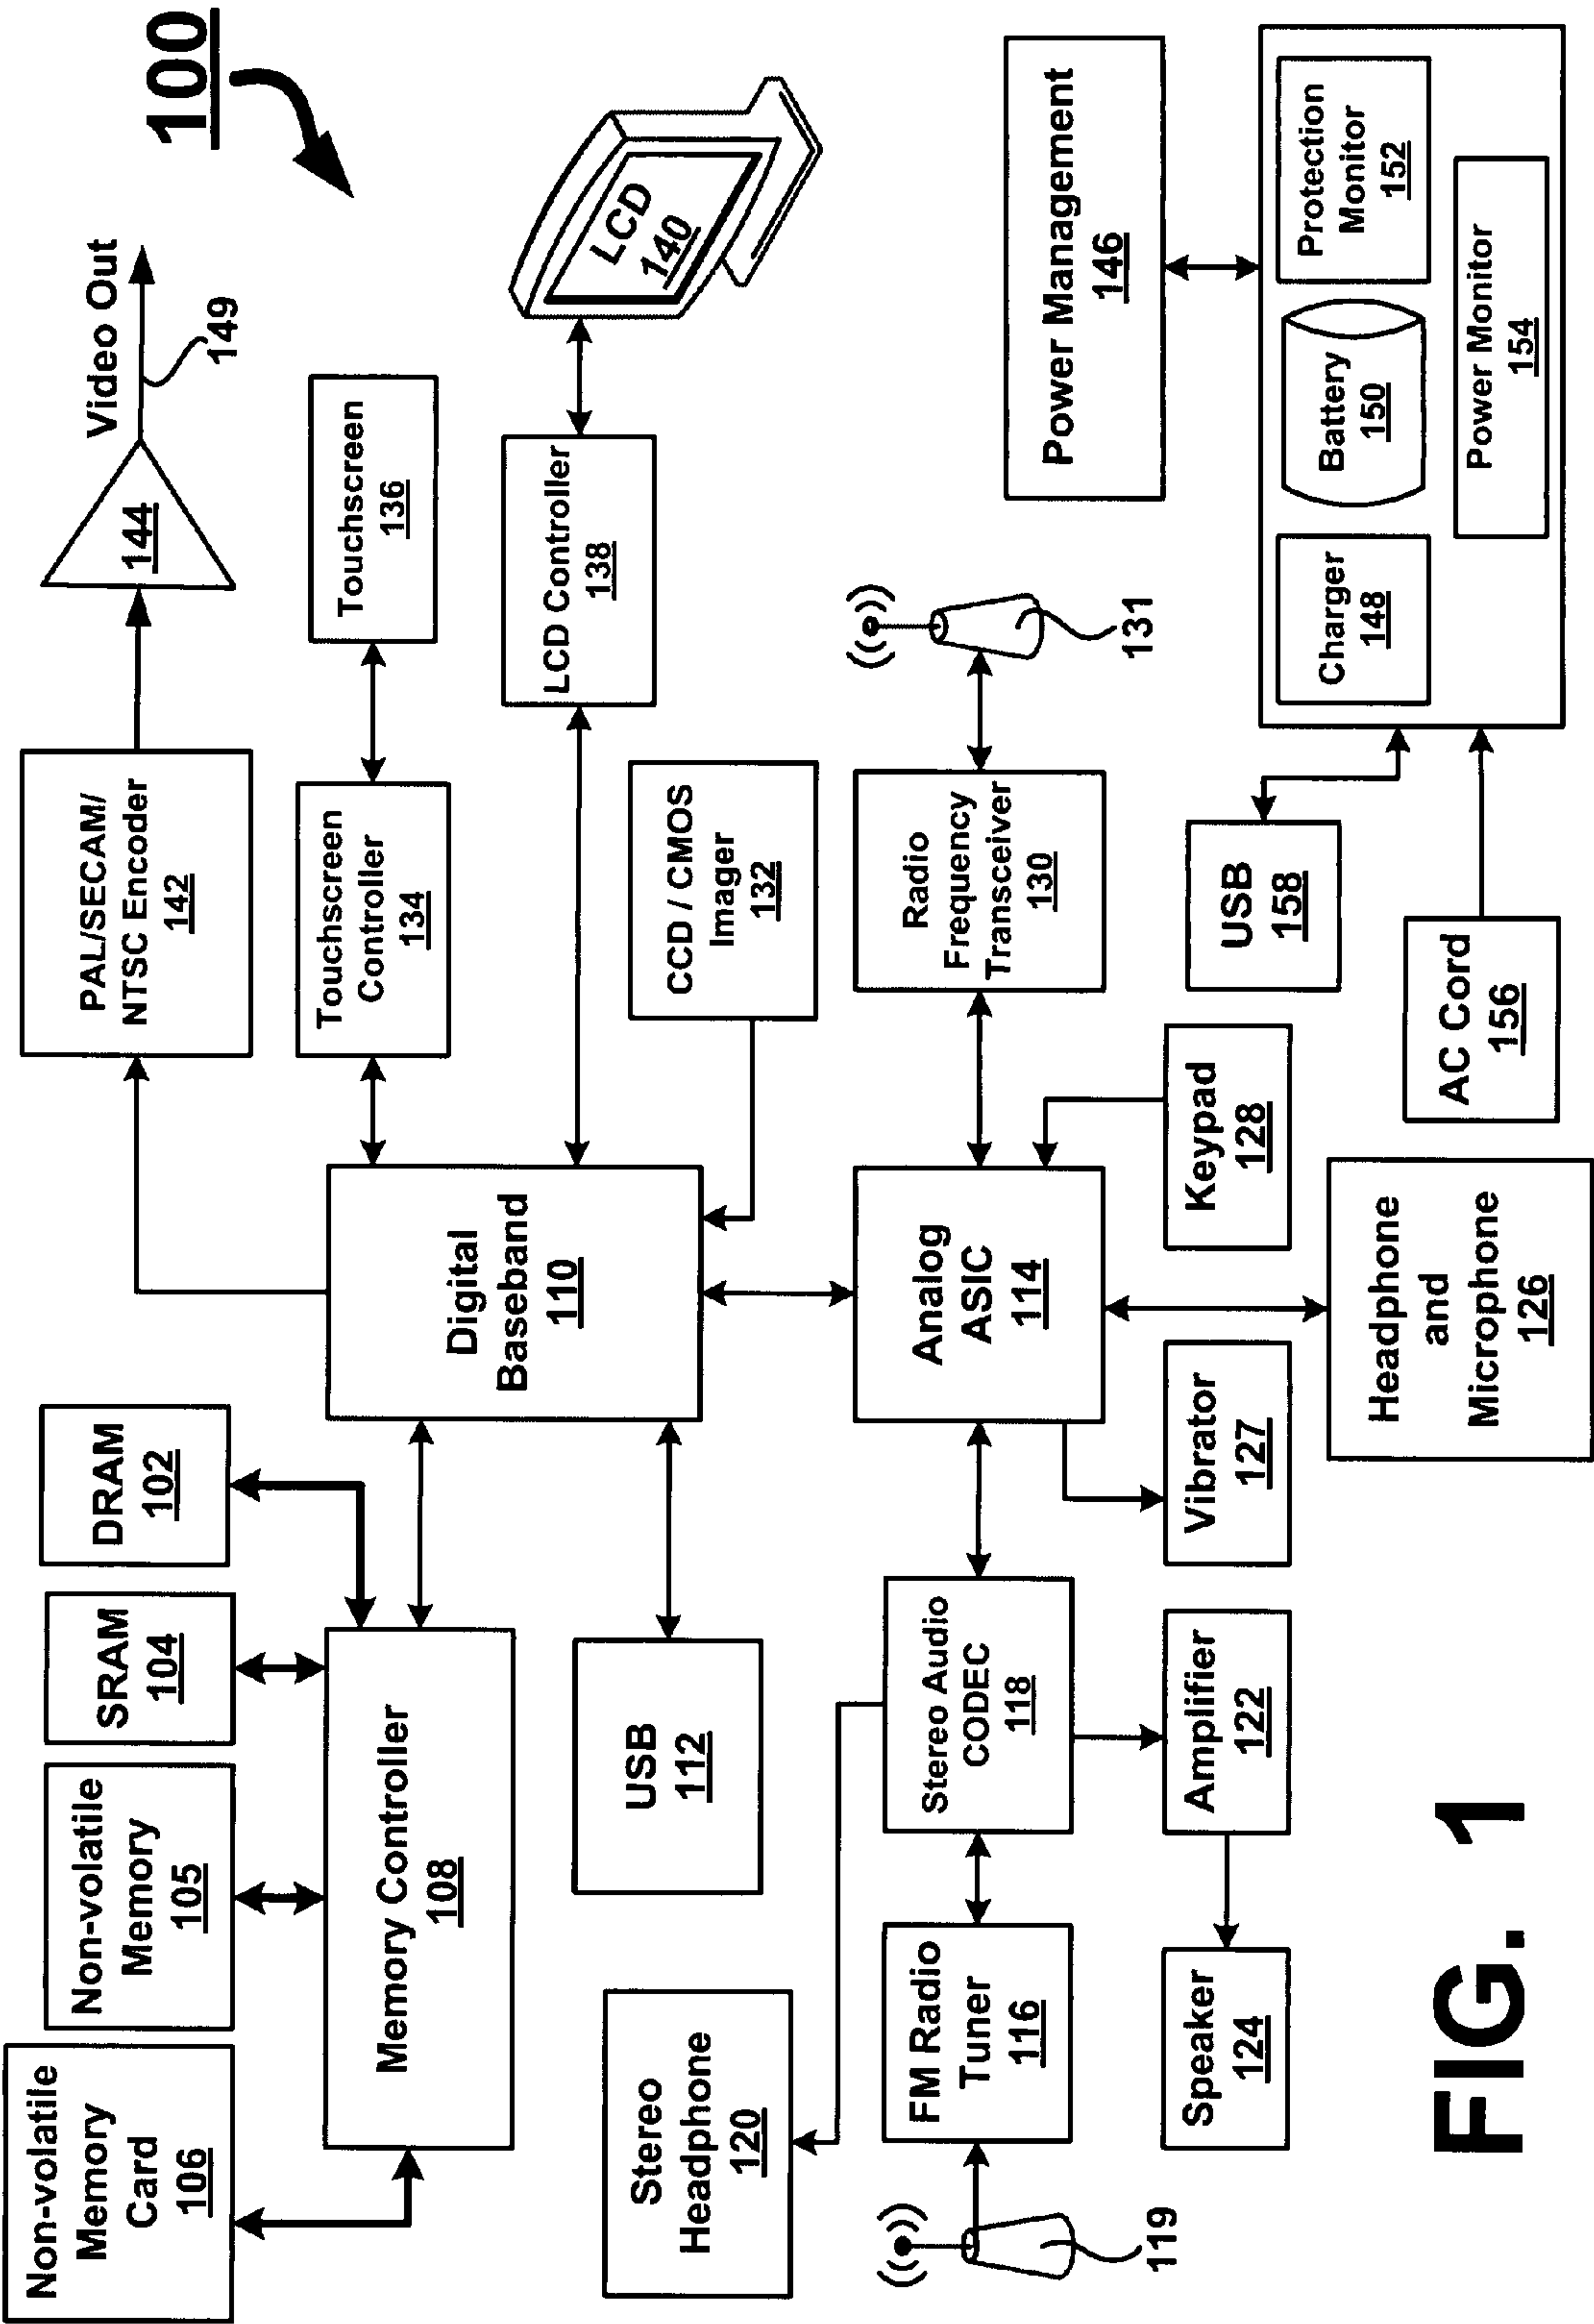 100
Non-volatile
Memory
Card
106
Non-volatile
Memory
105
SRAM
104
DRAM
102
PAL/SECAM/
NTSC Encoder
142
144
Video Out
149
Memory Controller
108
Digital
Baseband
110
Touchscreen
Controller
134
Touchscreen
136
LCD Controller
138
LCD
140
USB
112
CCD / CMOS
Imager
132
Stereo
Headphone
120
119
FM Radio
Tuner
116
Stereo Audio
CODEC
118
Analog
ASIC
114
Radio
Frequency
Transceiver
130
131
Power Management
146
Speaker
124
Amplifier
122
Vibrator
127
Keypad
128
USB
158
Charger
148
Battery
150
Protection
Monitor
152
Power Monitor
154
Headphone
and
Microphone
126
AC Cord
156
FIG. 1